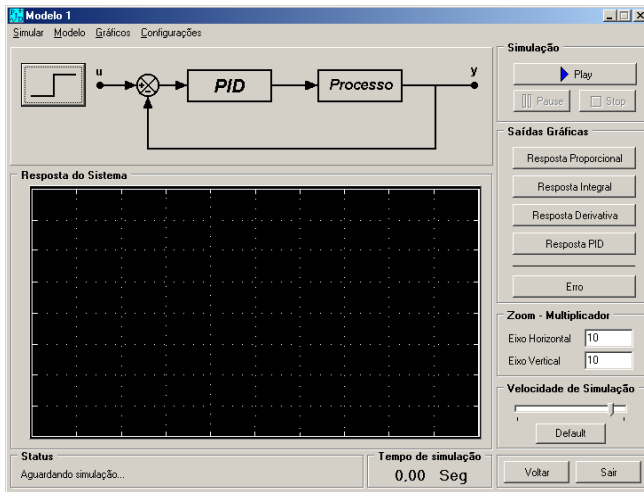 Modelo 1
Simular Modelo Gráficos Configurações
u
PID
Processo
y
Resposta do Sistema
Status
Aguardando simulação...
Tempo de simulação
0,00 Seg
Simulação
Play
Pause
Stop
Saídas Gráficas
Resposta Proporcional
Resposta Integral
Resposta Derivativa
Resposta PID
Erro
Zoom - Multiplicador
Eixo Horizontal 10
Eixo Vertical 10
Velocidade de Simulação
Default
Voltar
Sair